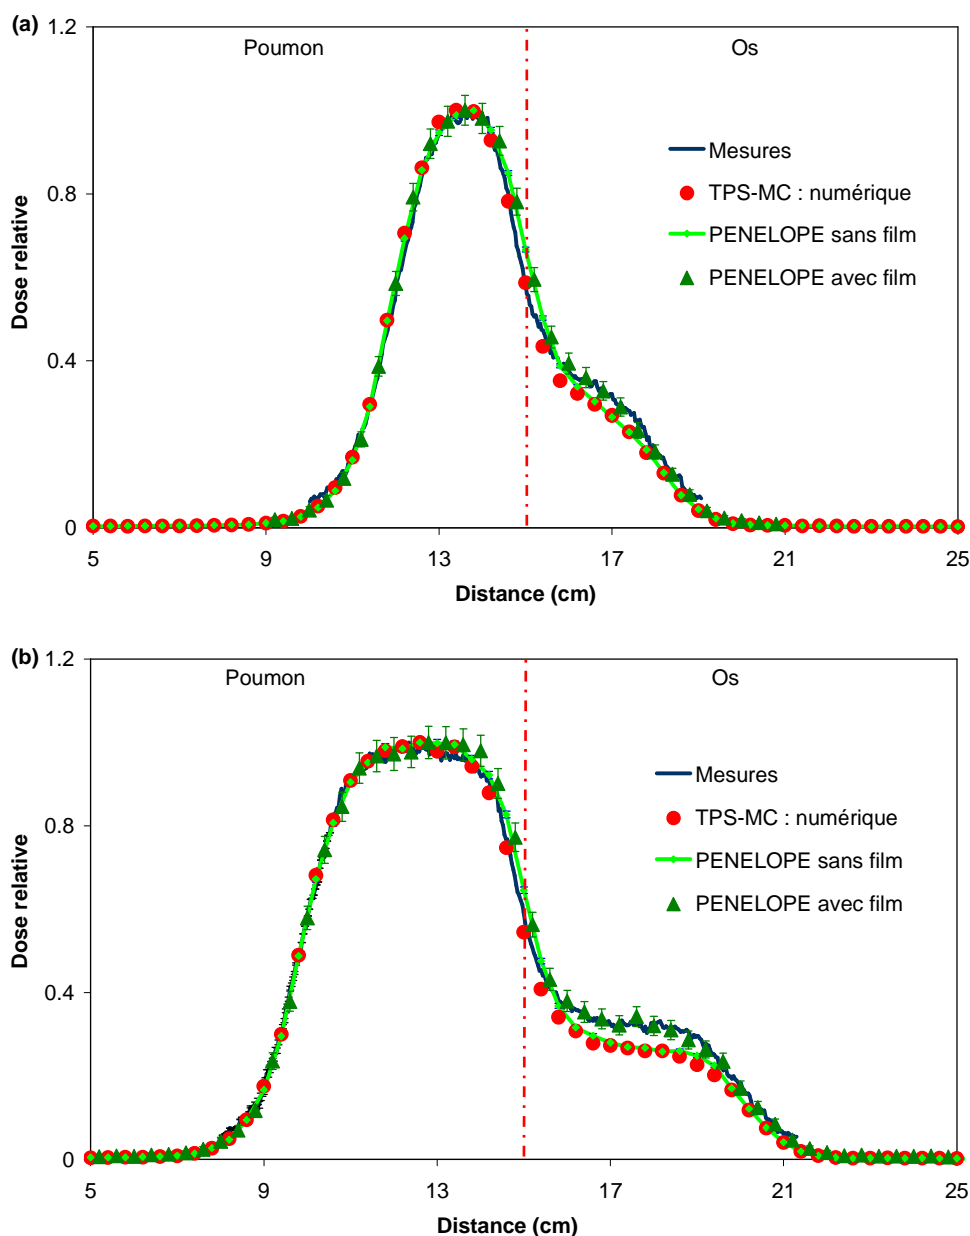 (a)
1.2
Poumon
Os
Mesures
TPS-MC : numérique
PENELOPE sans film
PENELOPE avec film
0.8
0.4
0
Dose relative
5
9
13
17
21
25
Distance (cm)
(b)
1.2
Poumon
Os
Mesures
TPS-MC : numérique
PENELOPE sans film
PENELOPE avec film
0.8
0.4
0
Dose relative
5
9
13
17
21
25
Distance (cm)